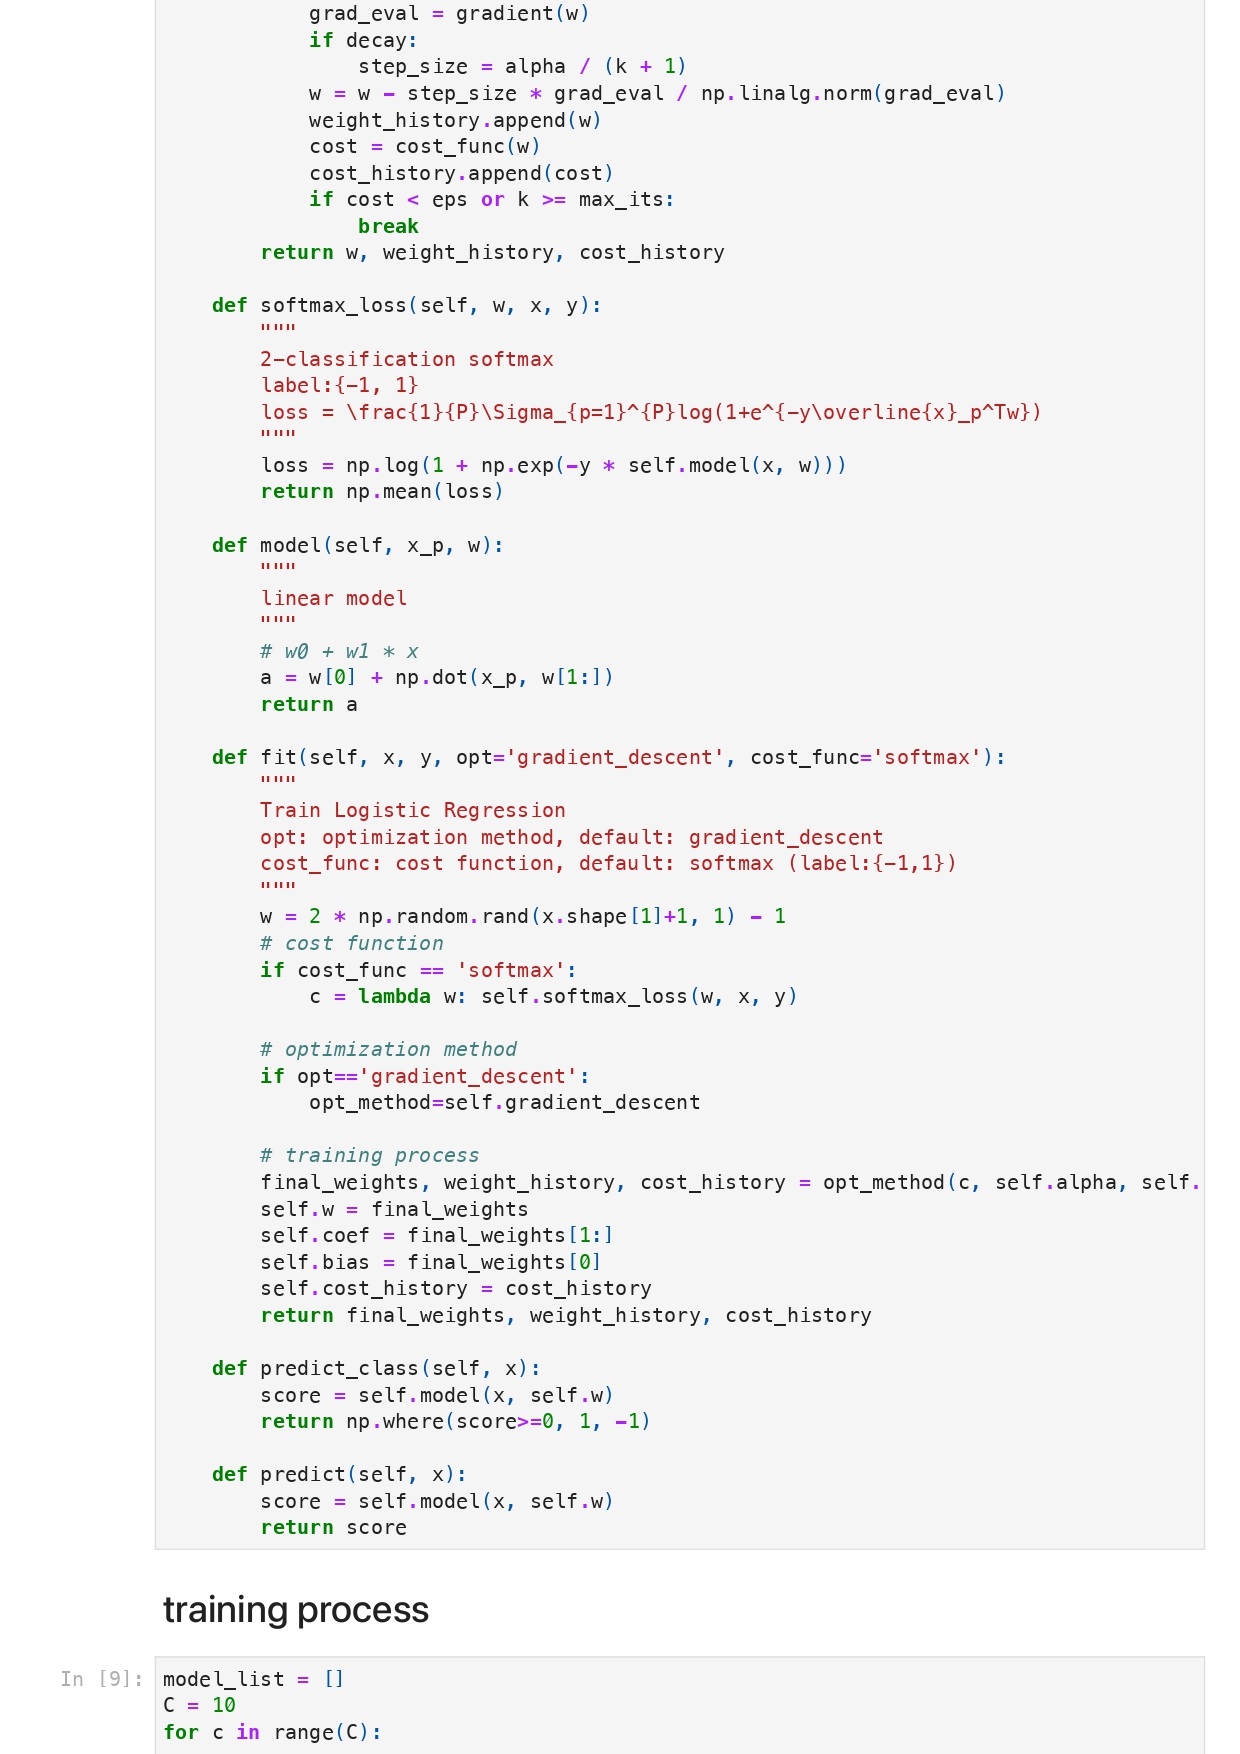 grad_eval = gradient(w)
            if decay:
                step_size = alpha / (k + 1)
            w = w - step_size * grad_eval / np.linalg.norm(grad_eval)
            weight_history.append(w)
            cost = cost_func(w)
            cost_history.append(cost)
            if cost < eps or k >= max_its:
                break
        return w, weight_history, cost_history

    def softmax_loss(self, w, x, y):
        """
        2-classification softmax
        label:{-1, 1}
        loss = \frac{1}{P}\Sigma_{p=1}^{P}log(1+e^{-y\overline{x}_p^Tw})
        """
        loss = np.log(1 + np.exp(-y * self.model(x, w)))
        return np.mean(loss)

    def model(self, x_p, w):
        """
        linear model
        """
        # w0 + w1 * x
        a = w[0] + np.dot(x_p, w[1:])
        return a

    def fit(self, x, y, opt='gradient_descent', cost_func='softmax'):
        """
        Train Logistic Regression
        opt: optimization method, default: gradient_descent
        cost_func: cost function, default: softmax (label:{-1,1})
        """
        w = 2 * np.random.rand(x.shape[1]+1, 1) - 1
        # cost function
        if cost_func == 'softmax':
            c = lambda w: self.softmax_loss(w, x, y)

        # optimization method
        if opt=='gradient_descent':
            opt_method=self.gradient_descent

        # training process
        final_weights, weight_history, cost_history = opt_method(c, self.alpha, self.
        self.w = final_weights
        self.coef = final_weights[1:]
        self.bias = final_weights[0]
        self.cost_history = cost_history
        return final_weights, weight_history, cost_history

    def predict_class(self, x):
        score = self.model(x, self.w)
        return np.where(score>=0, 1, -1)

    def predict(self, x):
        score = self.model(x, self.w)
        return score

training process
In [9]: model_list = []
C = 10
for c in range(C):